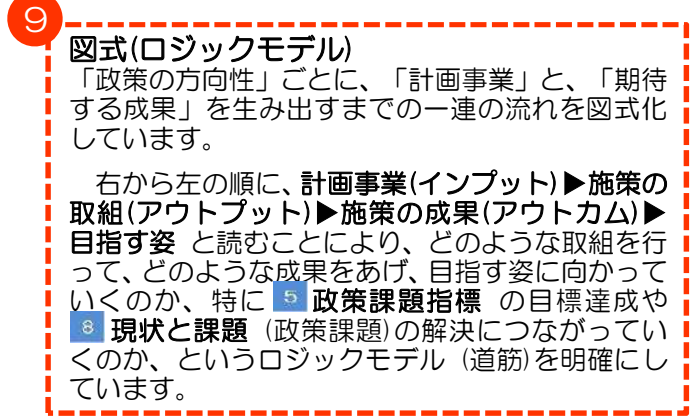 9
図式(ロジックモデル)
「政策の方向性」ごとに、「計画事業」と、「期待
する成果」を生み出すまでの一連の流れを図式化
しています。
右から左の順に、計画事業(インプット)▶施策の
取組(アウトプット)▶施策の成果(アウトカム)▶
目指す姿 と読むことにより、どのような取組を行
って、どのような成果をあげ、目指す姿に向かって
いくのか、特に 5 政策課題指標 の目標達成や
8 現状と課題 (政策課題)の解決につながってい
くのか、というロジックモデル (道筋)を明確にし
ています。